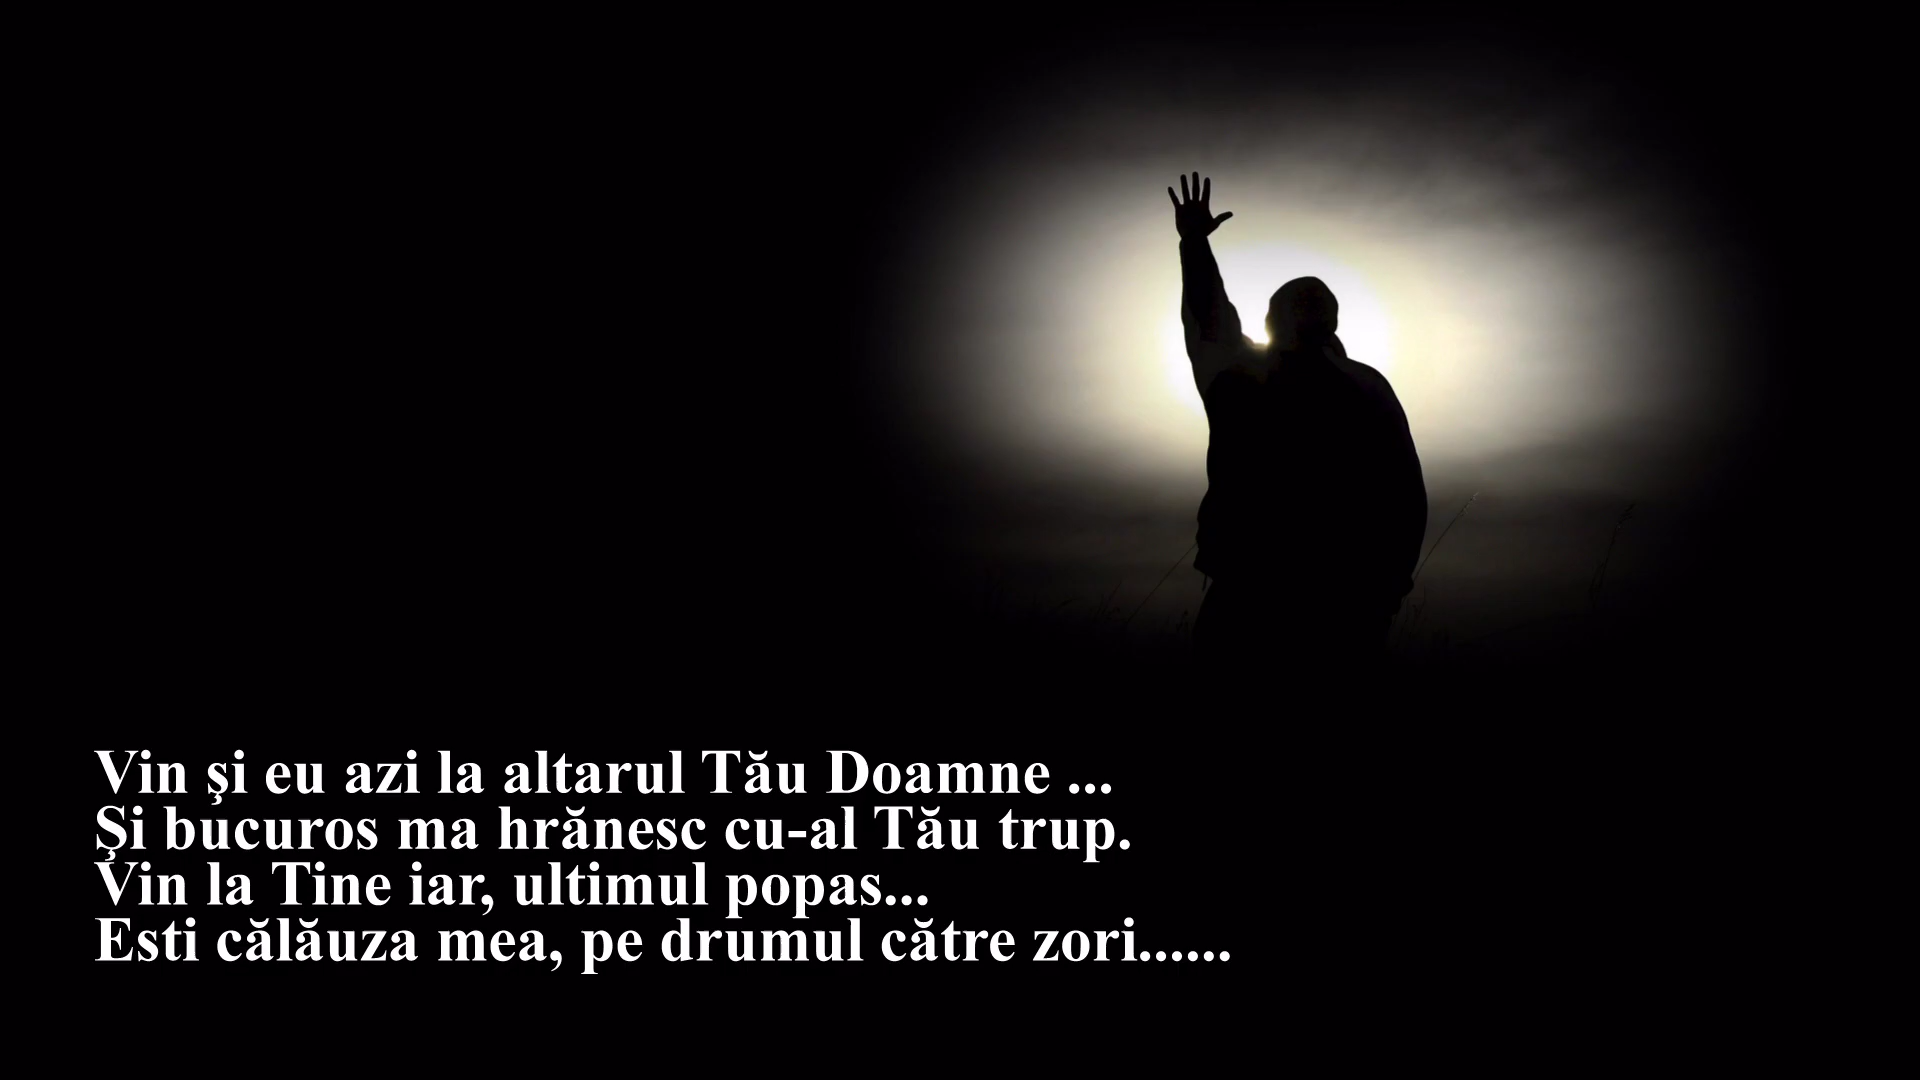 Vin şi eu azi la altarul Tău Doamne ...
Şi bucuros ma hrănesc cu-al Tău trup.
Vin la Tine iar, ultimul popas...
Esti călăuza mea, pe drumul către zori......